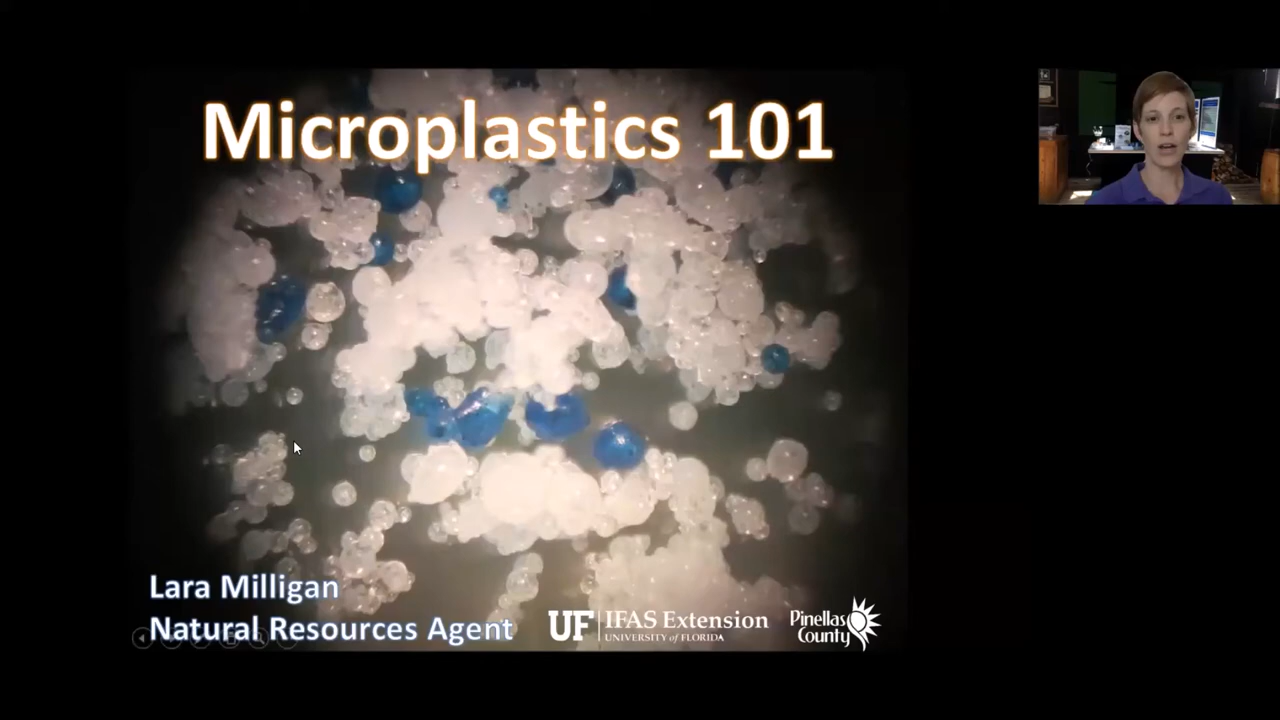 Microplastics 101
Lara Milligan
Natural Resources Agent
UF IFAS Extension
UNIVERSITY of FLORIDA
Pinellas
County